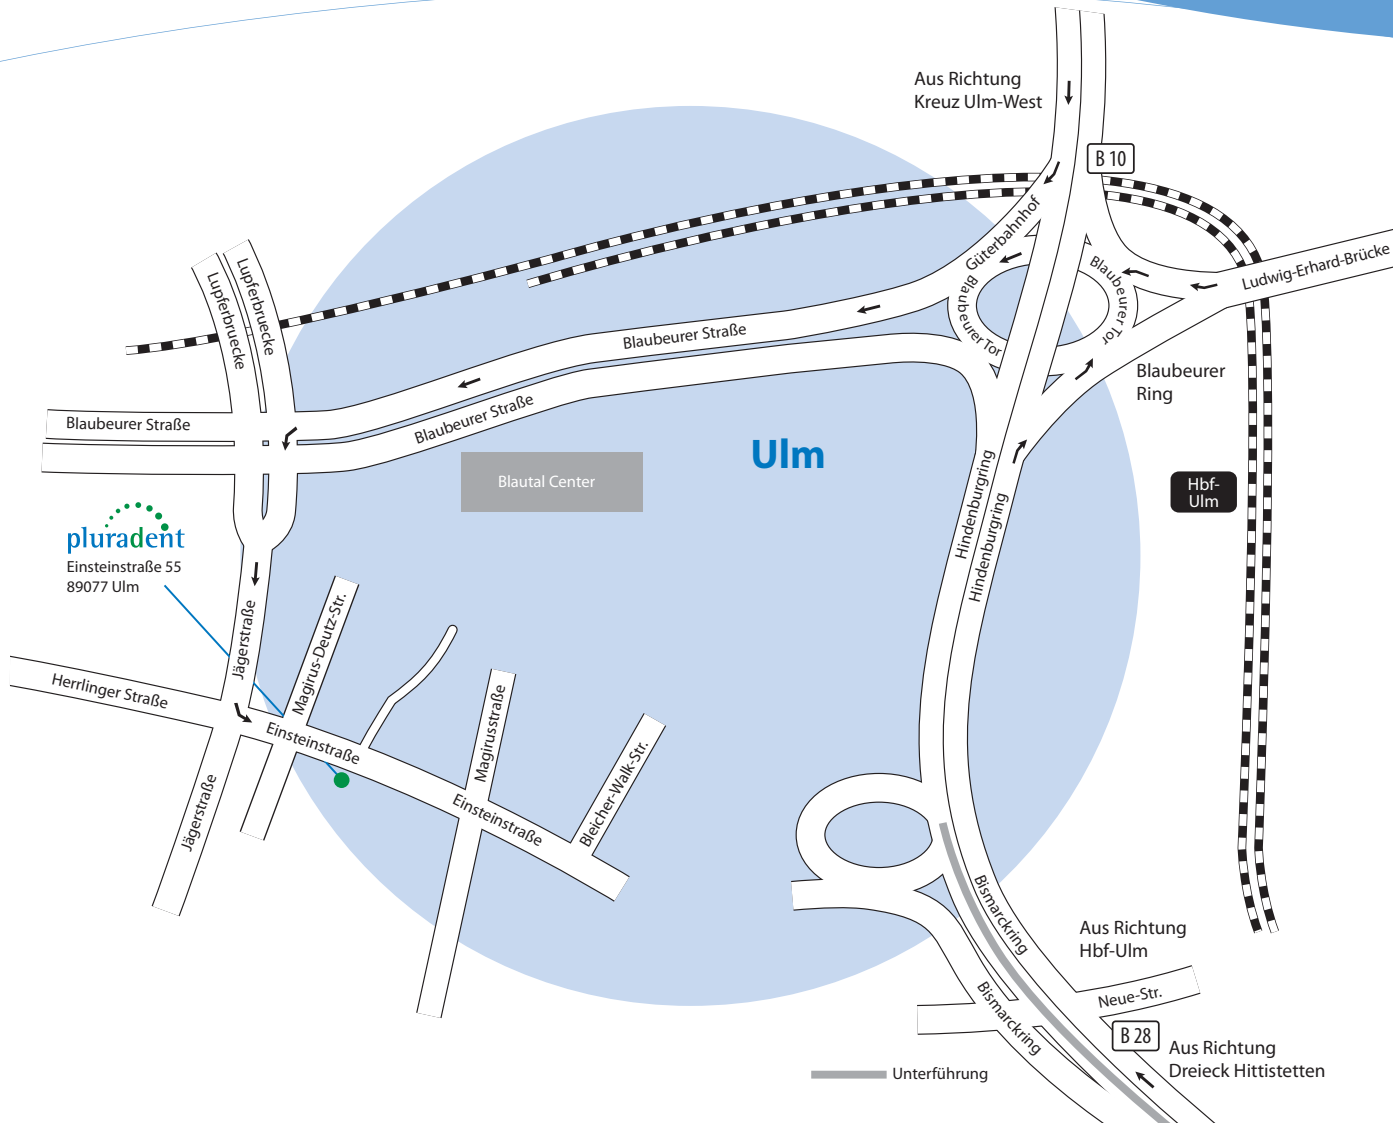 Aus Richtung
Kreuz Ulm-West
B 10
Güterbahnhof
Blaubeurer Tor
Blaubeurer Tor
Ludwig-Erhard-Brücke
Lupferbruecke
Lupferbruecke
Blaubeurer Straße
Blaubeurer Straße
Blaubeurer Straße
Blaubeurer
Ring
Ulm
Blautal Center
Hbf-
Ulm
Hindenburgring
Hindenburgring
pluradent
Einsteinstraße 55
89077 Ulm
Jägerstraße
Magirus-Deutz-Str.
Herrlinger Straße
Einsteinstraße
Magirusstraße
Bleicher-Walk-Str.
Einsteinstraße
Jägerstraße
Bismarckring
Aus Richtung
Hbf-Ulm
Neue-Str.
Bismarckring
B 28
Aus Richtung
Dreieck Hittistetten
Unterführung